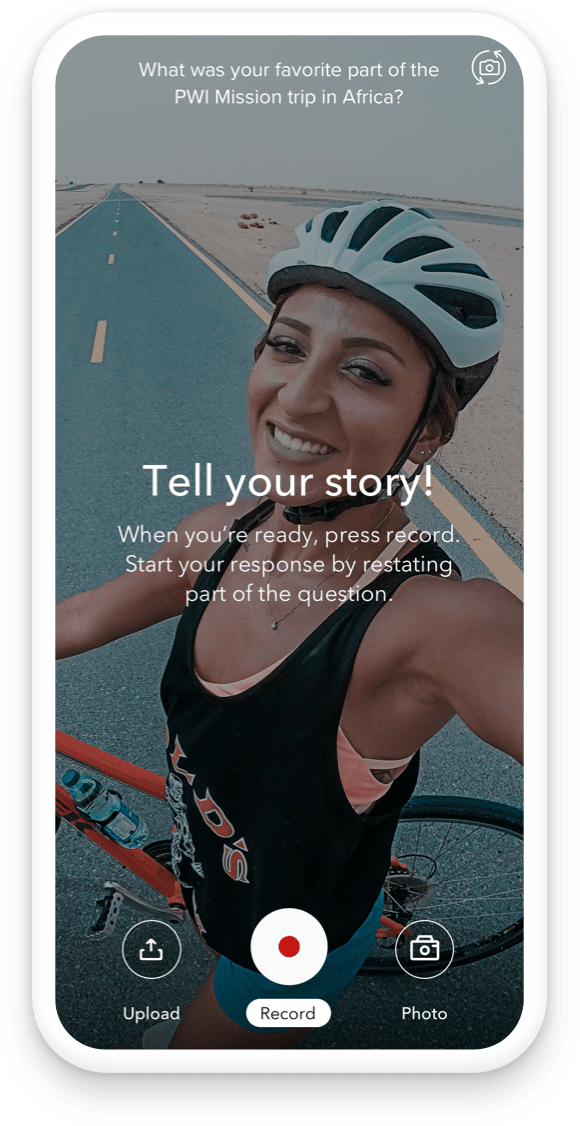 What was your favorite part of the
PWI Mission trip in Africa?
Tell your story!
When you're ready, press record.
Start your response by restating
part of the question.
Upload
Record
Photo